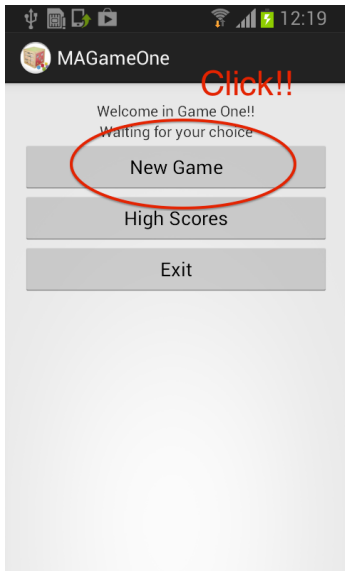 12:19
MAGameOne
Click!!
Welcome in Game One!!
Waiting for your choice
New Game
High Scores
Exit